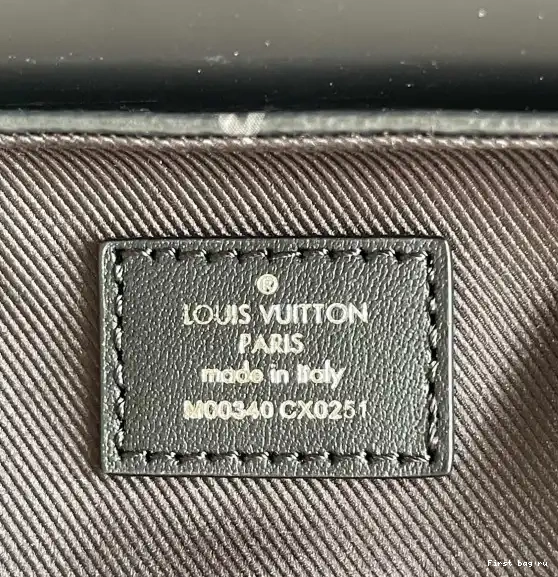 ®
LOUIS VUITTON
PARIS
made in Italy
M00340 CX0251
First bag.ru